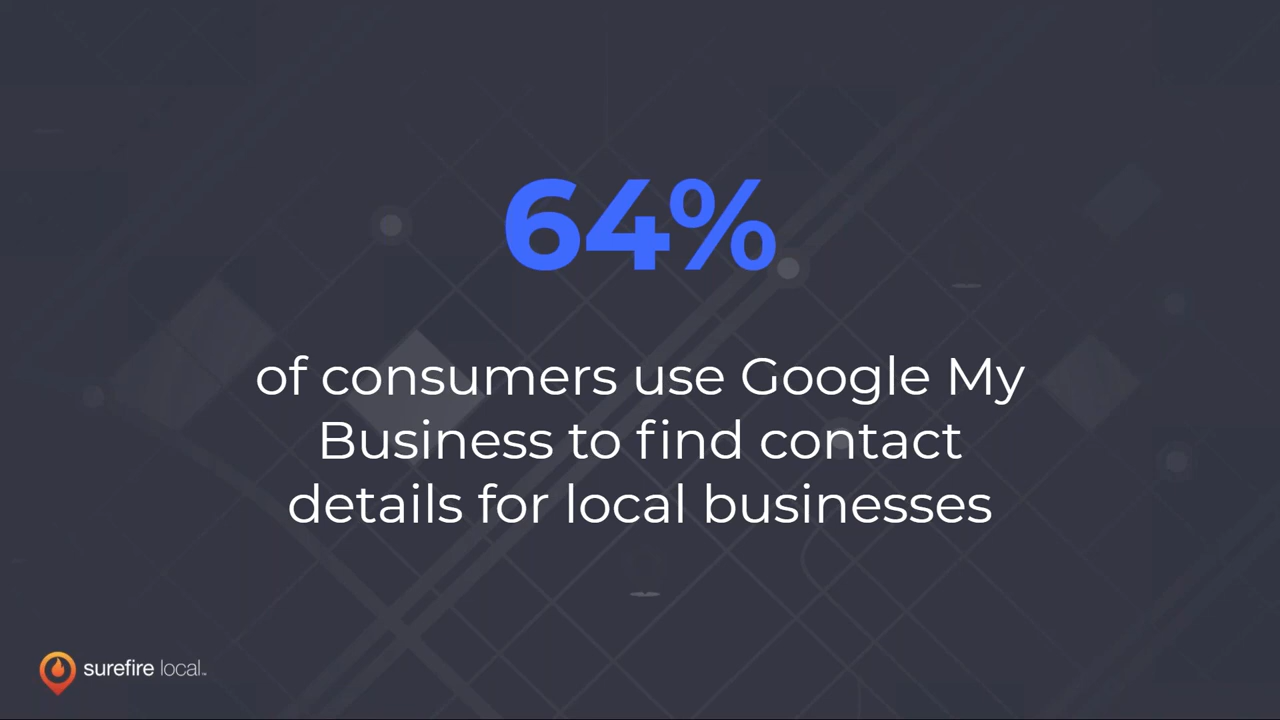 64%
of consumers use Google My
Business to find contact
details for local businesses
surefire local